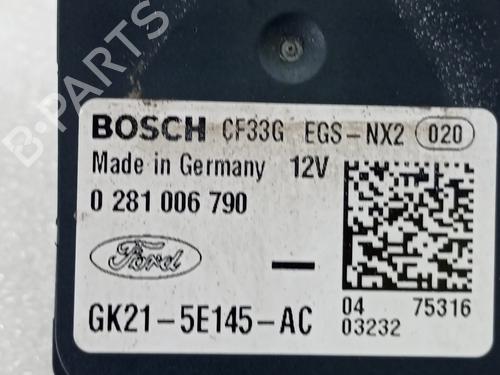 BOSCH CF33G EGS-NX2 020
Made in Germany 12V
0 281 006 790
Ford
GK21-5E145-AC
04 75316
03232
B-PARTS